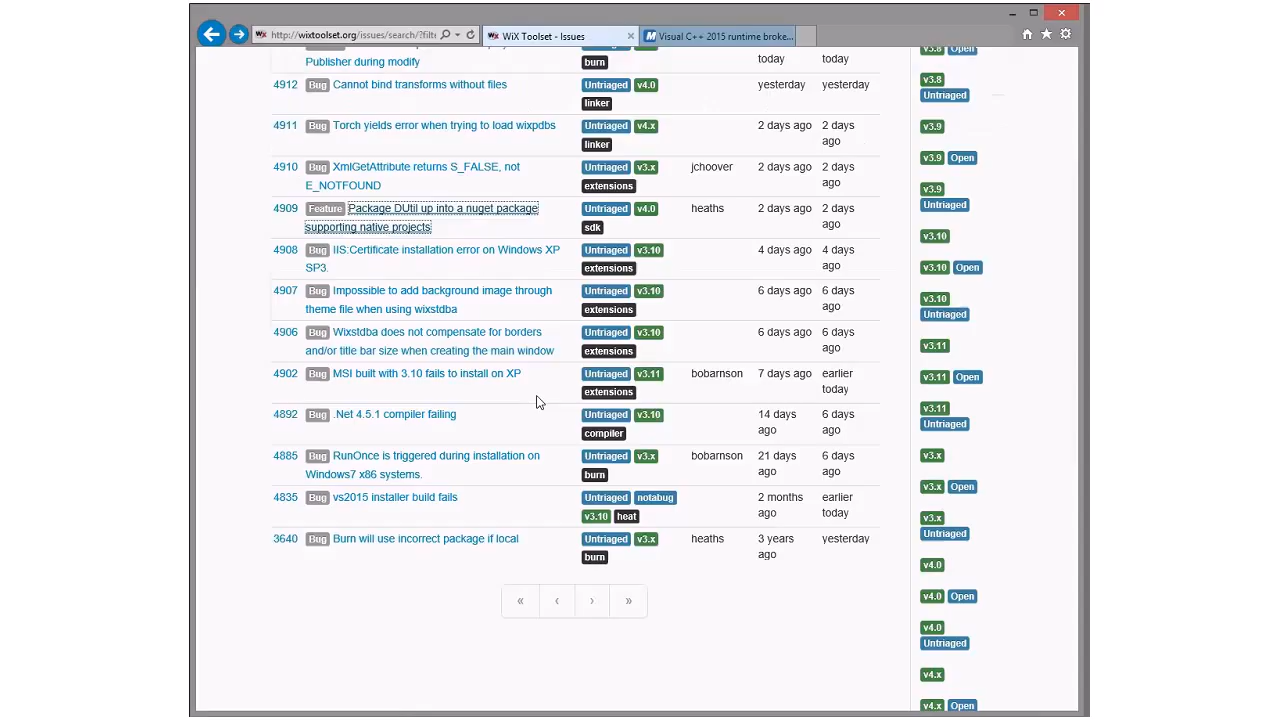 http://wixtoolset.org/issues/search/?filt
WiX Toolset - Issues
Visual C++ 2015 runtime broke...
Publisher during modify
burn
today
today
4912 Bug Cannot bind transforms without files Untriaged v4.0 yesterday yesterday
linker
4911 Bug Torch yields error when trying to load wixpdbs Untriaged v4.x 2 days ago 2 days
linker ago
4910 Bug XmlGetAttribute returns S_FALSE, not Untriaged v3.x jchoover 2 days ago 2 days
E_NOTFOUND extensions ago
4909 Feature Package DUtil up into a nuget package Untriaged v4.0 heaths 2 days ago 2 days
supporting native projects sdk ago
4908 Bug IIS:Certificate installation error on Windows XP Untriaged v3.10 4 days ago 4 days
SP3. extensions ago
4907 Bug Impossible to add background image through Untriaged v3.10 6 days ago 6 days
theme file when using wixstdba extensions ago
4906 Bug Wixstdba does not compensate for borders Untriaged v3.10 6 days ago 6 days
and/or title bar size when creating the main window extensions ago
4902 Bug MSI built with 3.10 fails to install on XP Untriaged v3.11 bobarnson 7 days ago earlier
extensions today
4892 Bug .Net 4.5.1 compiler failing Untriaged v3.10 14 days 6 days
compiler ago ago
4885 Bug RunOnce is triggered during installation on Untriaged v3.x bobarnson 21 days 6 days
Windows7 x86 systems. burn ago ago
4835 Bug vs2015 installer build fails Untriaged notabug 2 months earlier
v3.10 heat ago today
3640 Bug Burn will use incorrect package if local Untriaged v3.x heaths 3 years yesterday
burn ago
« ‹ › »
v3.8 Open
v3.8
Untriaged
v3.9
v3.9 Open
v3.9
Untriaged
v3.10
v3.10 Open
v3.10
Untriaged
v3.11
v3.11 Open
v3.11
Untriaged
v3.x
v3.x Open
v3.x
Untriaged
v4.0
v4.0 Open
v4.0
Untriaged
v4.x
v4.x Open